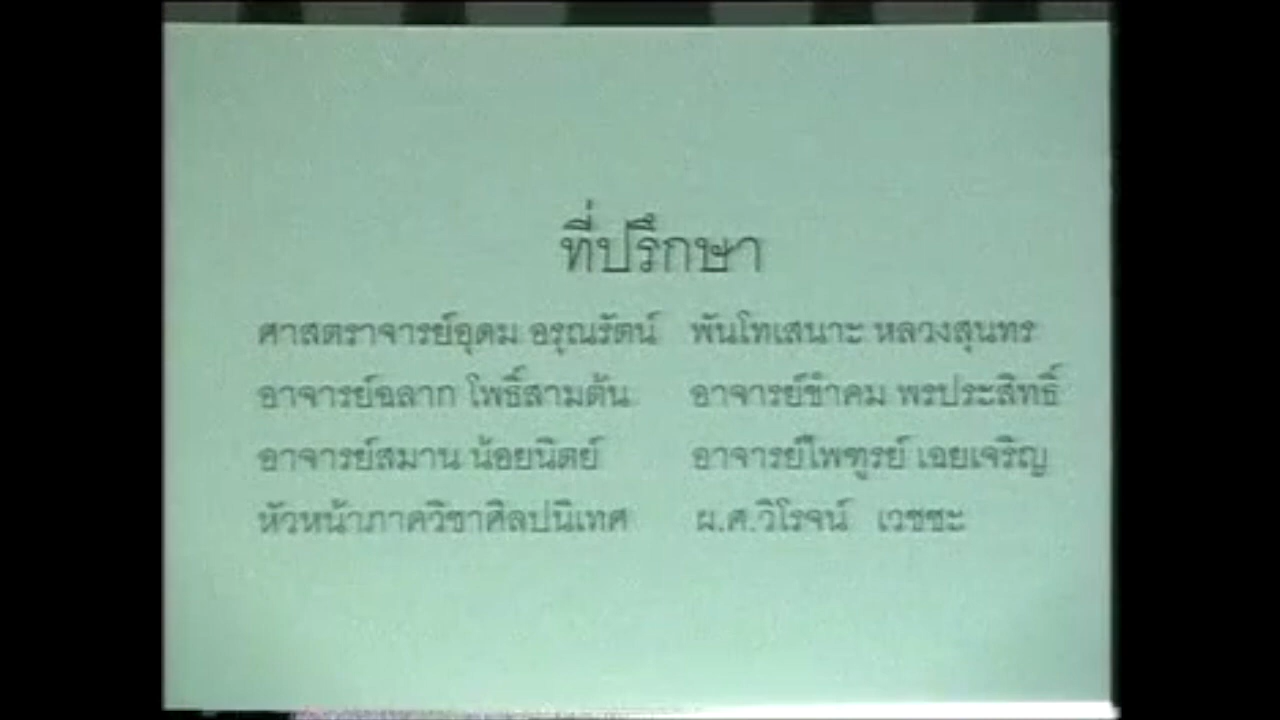 ที่ปรึกษา
ศาสตราจารย์อุดม อรุณรัตน์ พันโทเสนาะ หลวงสุนทร
อาจารย์ฉลาก โพธิ์สามต้น อาจารย์ขำคม พรประสิทธิ์
อาจารย์สมาน น้อยนิตย์ อาจารย์ไพฑูรย์ เฉยเจริญ
หัวหน้าภาควิชาศิลปนิเทศ ผ.ศ.วิโรจน์ เวชชะ